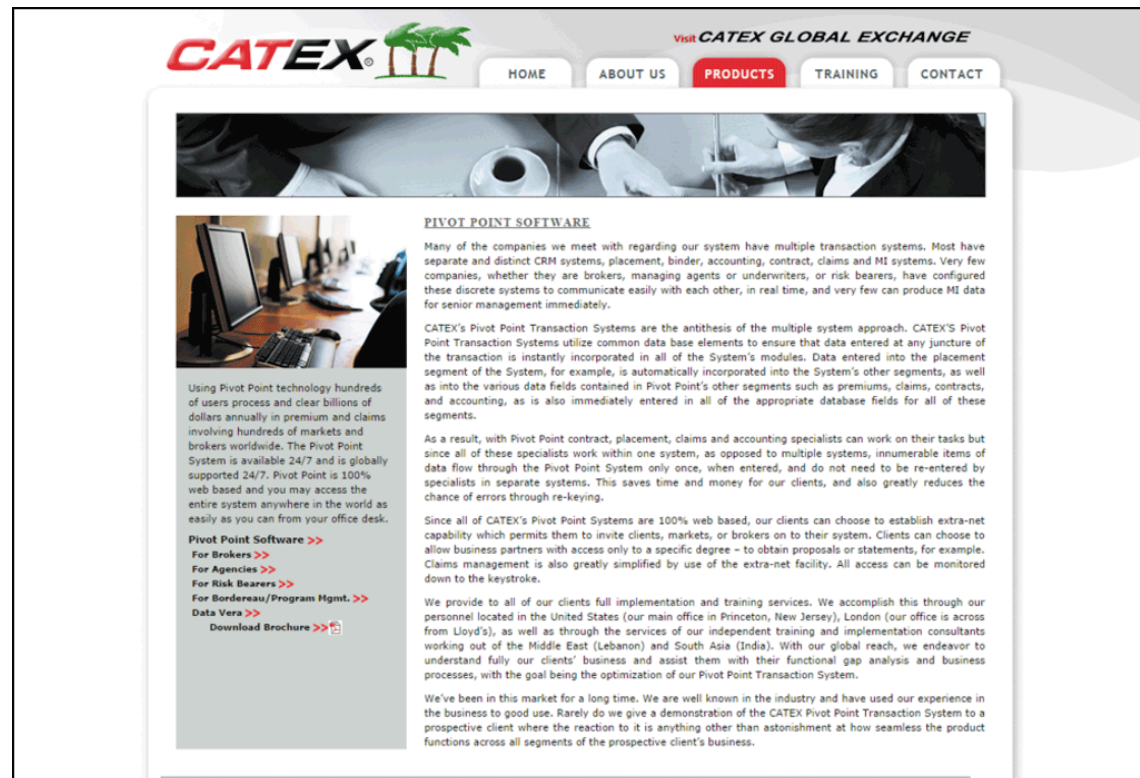 CATEX®
Visit CATEX GLOBAL EXCHANGE
HOME
ABOUT US
PRODUCTS
TRAINING
CONTACT
Using Pivot Point technology hundreds
of users process and clear billions of
dollars annually in premium and claims
involving hundreds of markets and
brokers worldwide. The Pivot Point
System is available 24/7 and is globally
supported 24/7. Pivot Point is 100%
web based and you may access the
entire system anywhere in the world as
easily as you can from your office desk.
Pivot Point Software >>
For Brokers >>
For Agencies >>
For Risk Bearers >>
For Bordereau/Program Mgmt. >>
Data Vera >>
Download Brochure >>
PIVOT POINT SOFTWARE
Many of the companies we meet with regarding our system have multiple transaction systems. Most have
separate and distinct CRM systems, placement, binder, accounting, contract, claims and MI systems. Very few
companies, whether they are brokers, managing agents or underwriters, or risk bearers, have configured
these discrete systems to communicate easily with each other, in real time, and very few can produce MI data
for senior management immediately.
CATEX's Pivot Point Transaction Systems are the antithesis of the multiple system approach. CATEX'S Pivot
Point Transaction Systems utilize common data base elements to ensure that data entered at any juncture of
the transaction is instantly incorporated in all of the System's modules. Data entered into the placement
segment of the System, for example, is automatically incorporated into the System's other segments, as well
as into the various data fields contained in Pivot Point's other segments such as premiums, claims, contracts,
and accounting, as is also immediately entered in all of the appropriate database fields for all of these
segments.
As a result, with Pivot Point contract, placement, claims and accounting specialists can work on their tasks but
since all of these specialists work within one system, as opposed to multiple systems, innumerable items of
data flow through the Pivot Point System only once, when entered, and do not need to be re-entered by
specialists in separate systems. This saves time and money for our clients, and also greatly reduces the
chance of errors through re-keying.
Since all of CATEX's Pivot Point Systems are 100% web based, our clients can choose to establish extra-net
capability which permits them to invite clients, markets, or brokers on to their system. Clients can choose to
allow business partners with access only to a specific degree – to obtain proposals or statements, for example.
Claims management is also greatly simplified by use of the extra-net facility. All access can be monitored
down to the keystroke.
We provide to all of our clients full implementation and training services. We accomplish this through our
personnel located in the United States (our main office in Princeton, New Jersey), London (our office is across
from Lloyd's), as well as through the services of our independent training and implementation consultants
working out of the Middle East (Lebanon) and South Asia (India). With our global reach, we endeavor to
understand fully our clients' business and assist them with their functional gap analysis and business
processes, with the goal being the optimization of our Pivot Point Transaction System.
We've been in this market for a long time. We are well known in the industry and have used our experience in
the business to good use. Rarely do we give a demonstration of the CATEX Pivot Point Transaction System to a
prospective client where the reaction to it is anything other than astonishment at how seamless the product
functions across all segments of the prospective client's business.